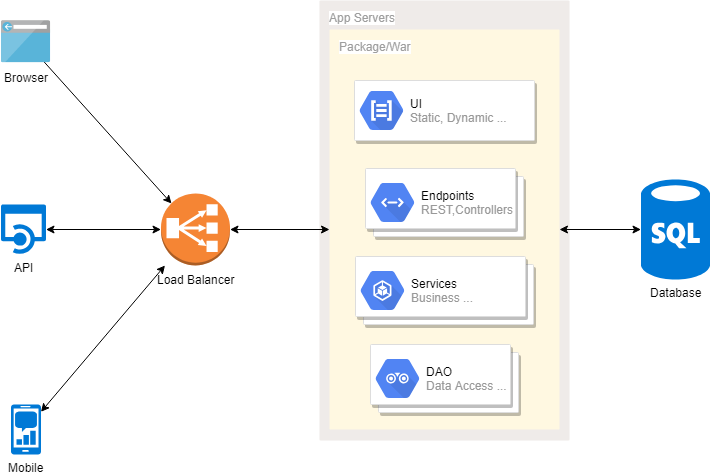 App Servers
Package/War
Browser
UI
Static, Dynamic ...
Endpoints
REST,Controllers
SQL
API
Load Balancer
Services
Business ...
Database
DAO
Data Access ...
Mobile